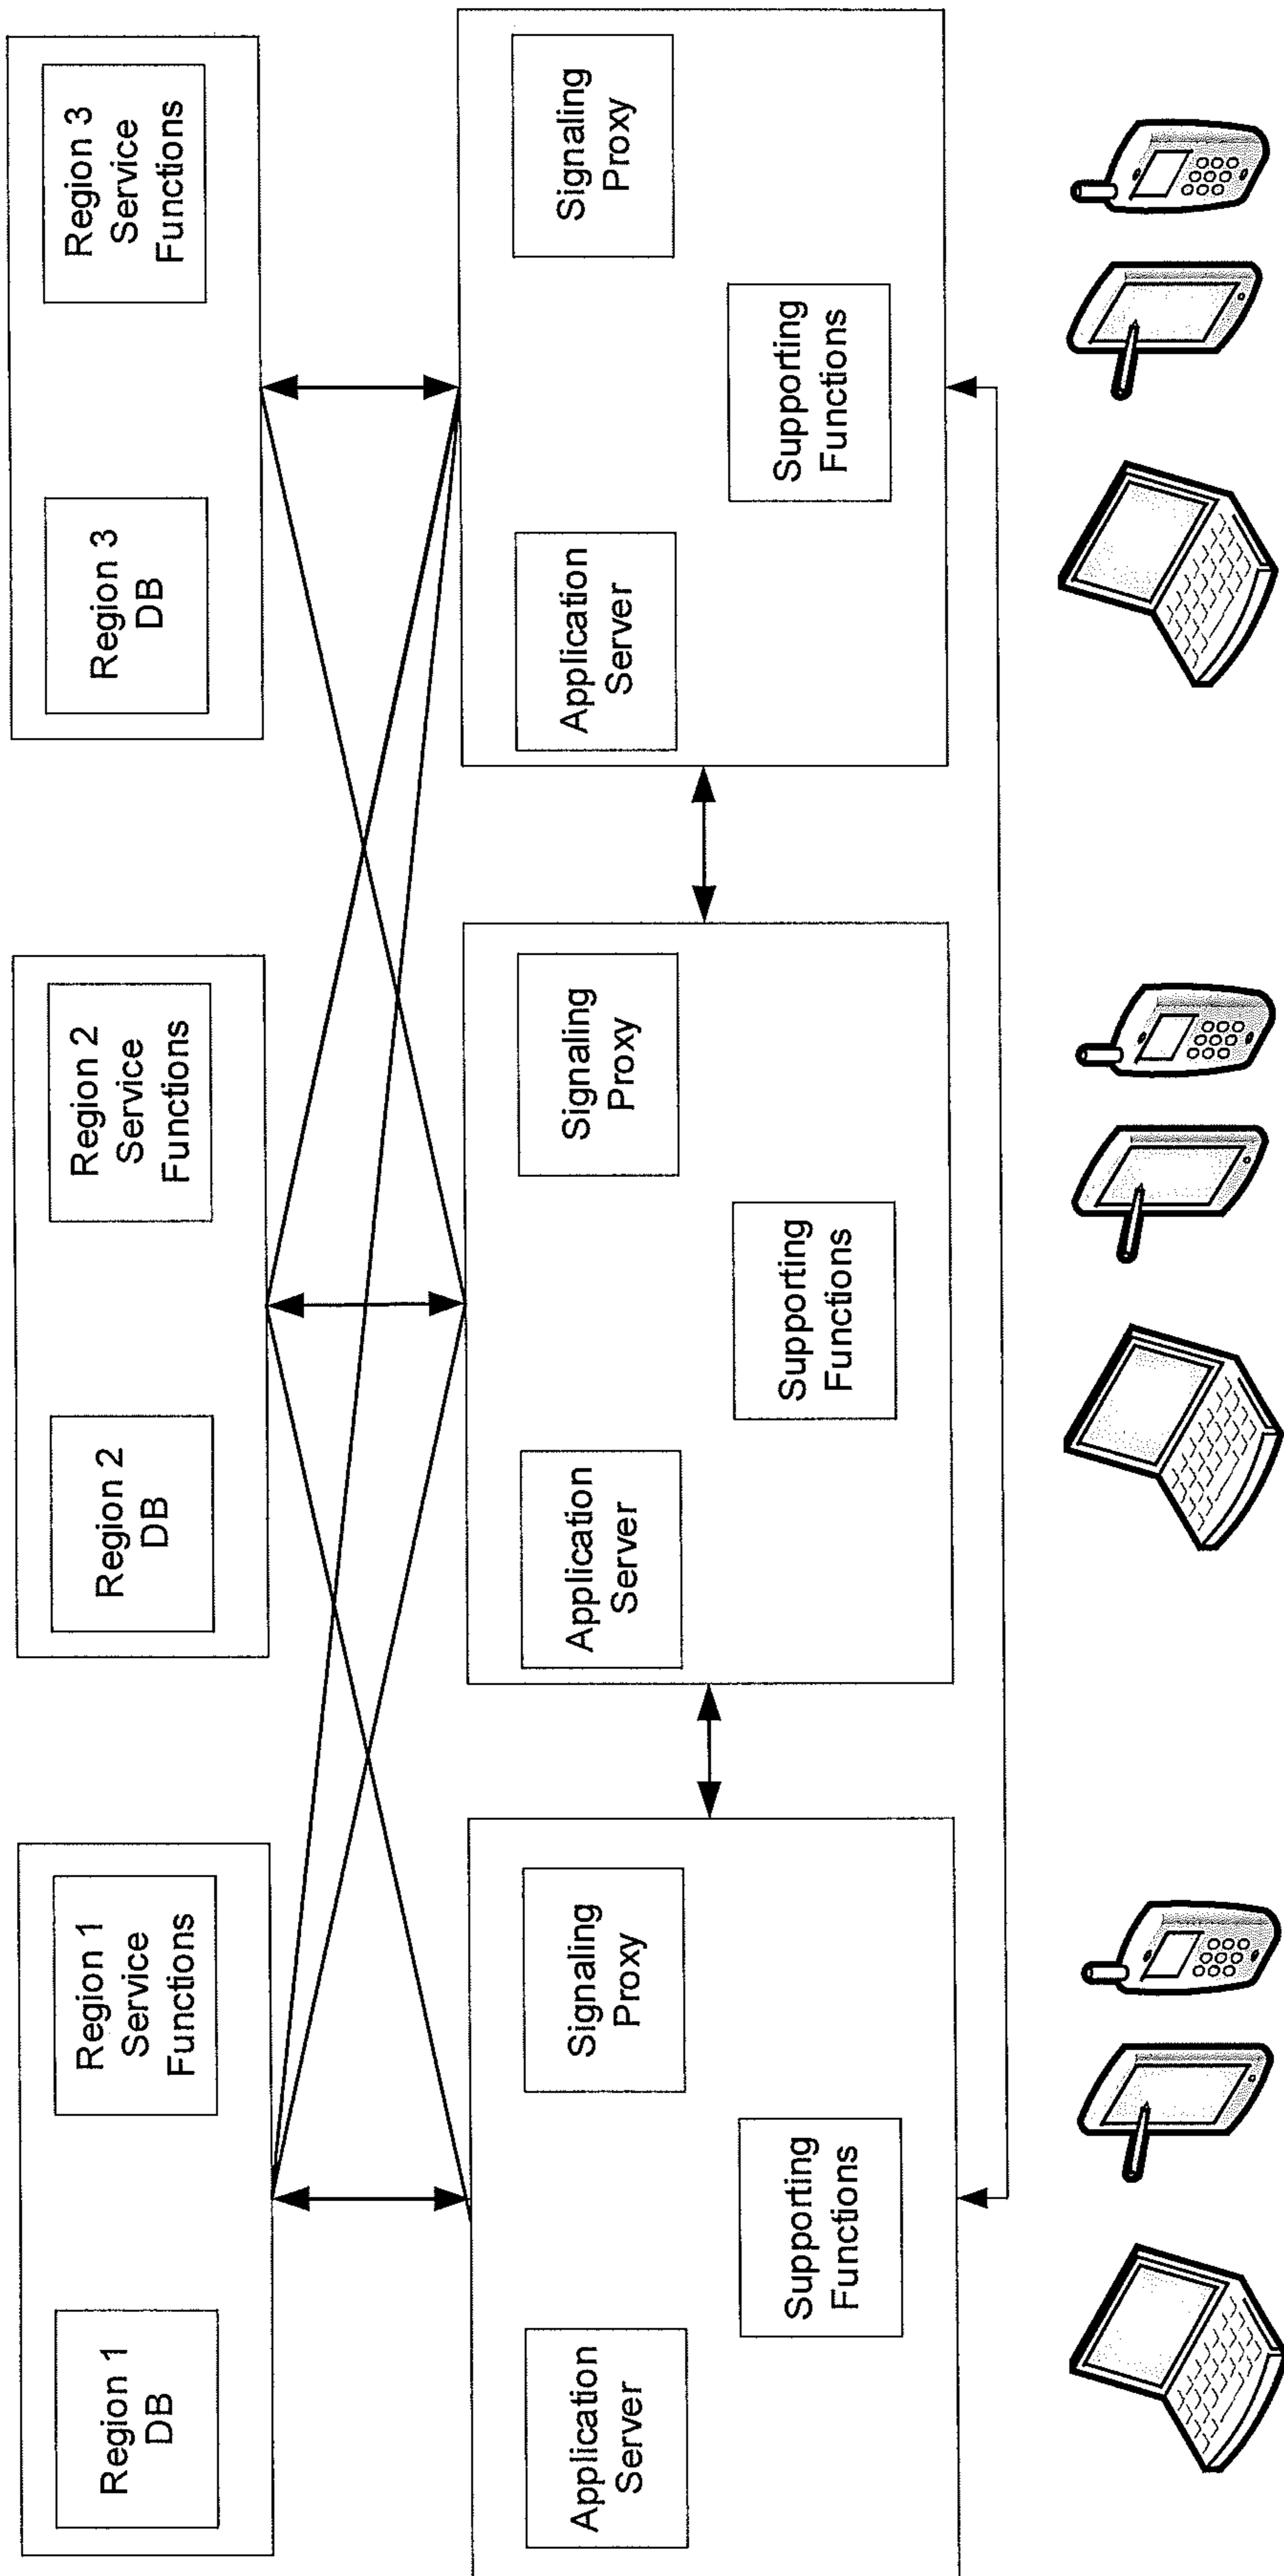 Region 1
DB
Region 1
Service
Functions
Region 2
DB
Region 2
Service
Functions
Region 3
DB
Region 3
Service
Functions
Application
Server
Signaling
Proxy
Supporting
Functions
Application
Server
Signaling
Proxy
Supporting
Functions
Application
Server
Signaling
Proxy
Supporting
Functions